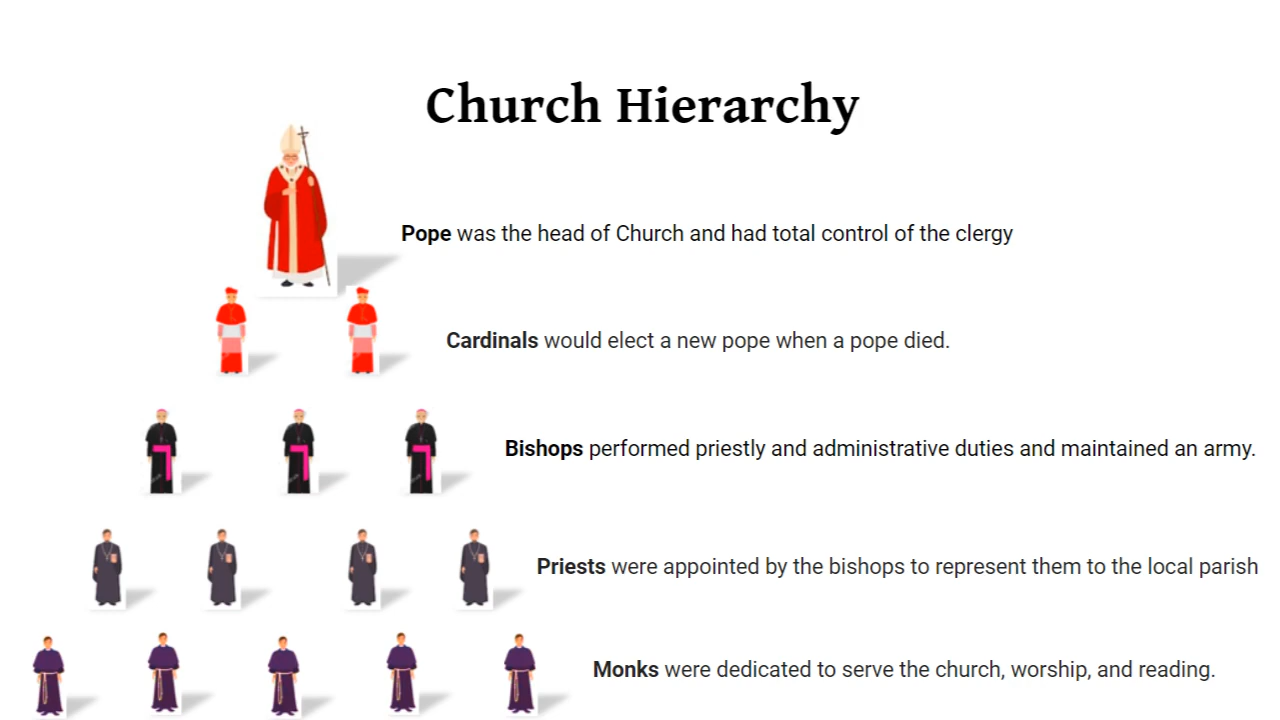 Church Hierarchy
Pope was the head of Church and had total control of the clergy
Cardinals would elect a new pope when a pope died.
Bishops performed priestly and administrative duties and maintained an army.
Priests were appointed by the bishops to represent them to the local parish
Monks were dedicated to serve the church, worship, and reading.